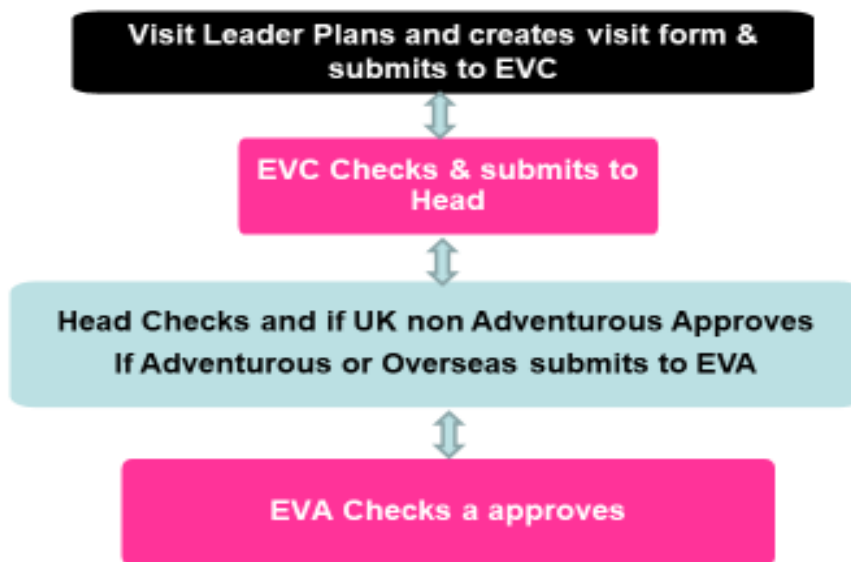 Visit Leader Plans and creates visit form &
submits to EVC
EVC Checks & submits to
Head
Head Checks and if UK non Adventurous Approves
If Adventurous or Overseas submits to EVA
EVA Checks a approves